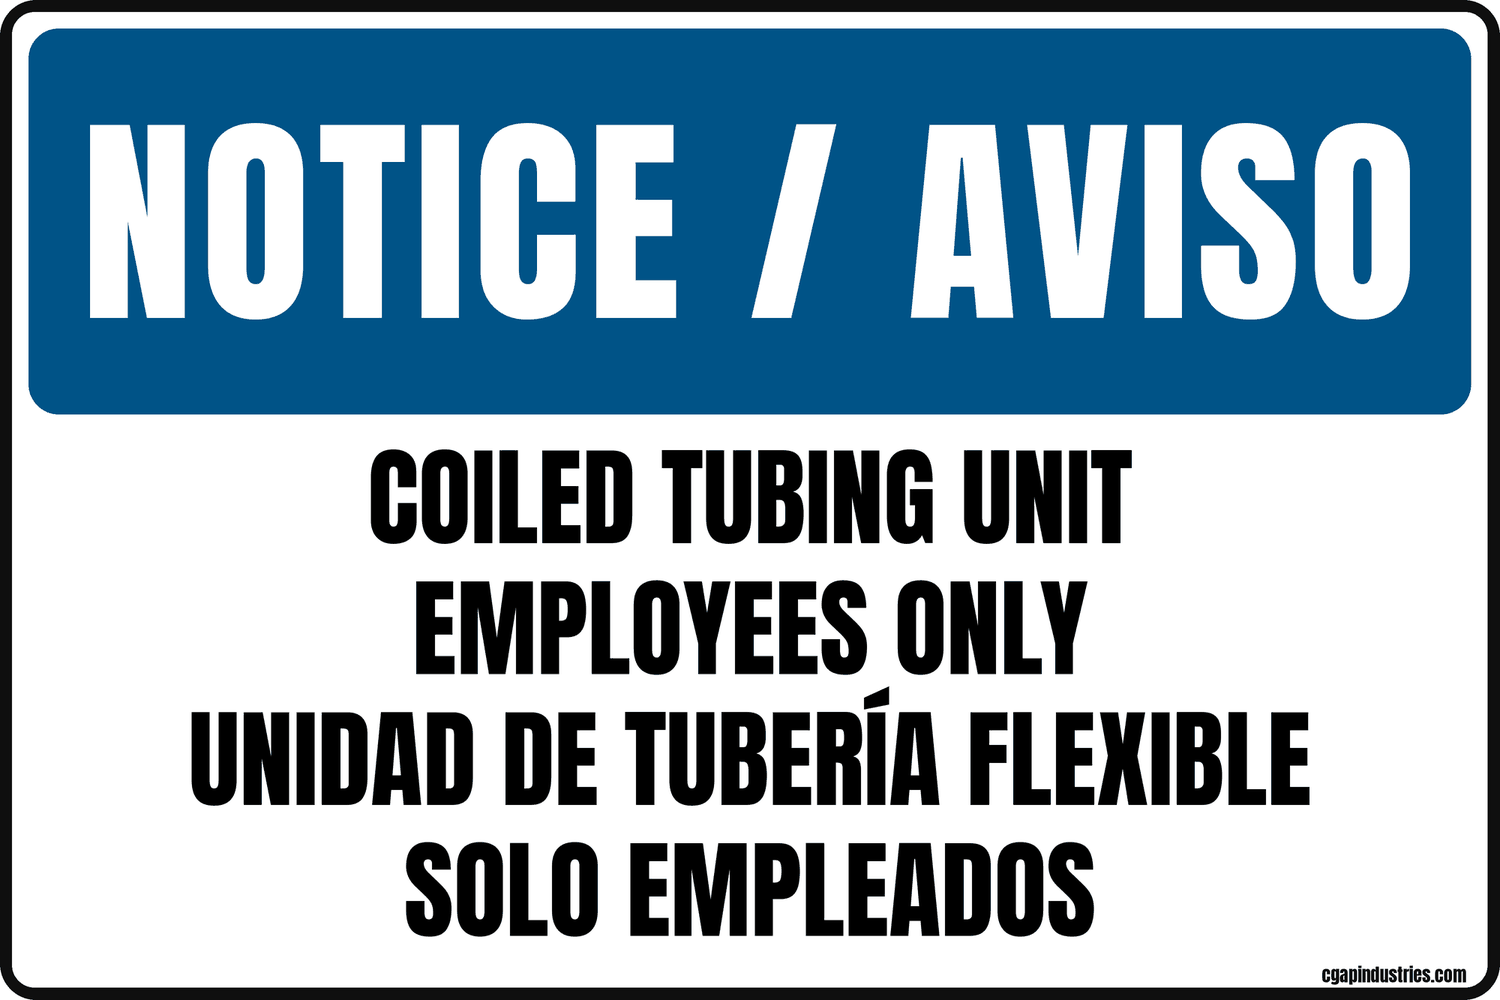 NOTICE / AVISO
COILED TUBING UNIT
EMPLOYEES ONLY
UNIDAD DE TUBERÍA FLEXIBLE
SOLO EMPLEADOS
cgapindustries.com